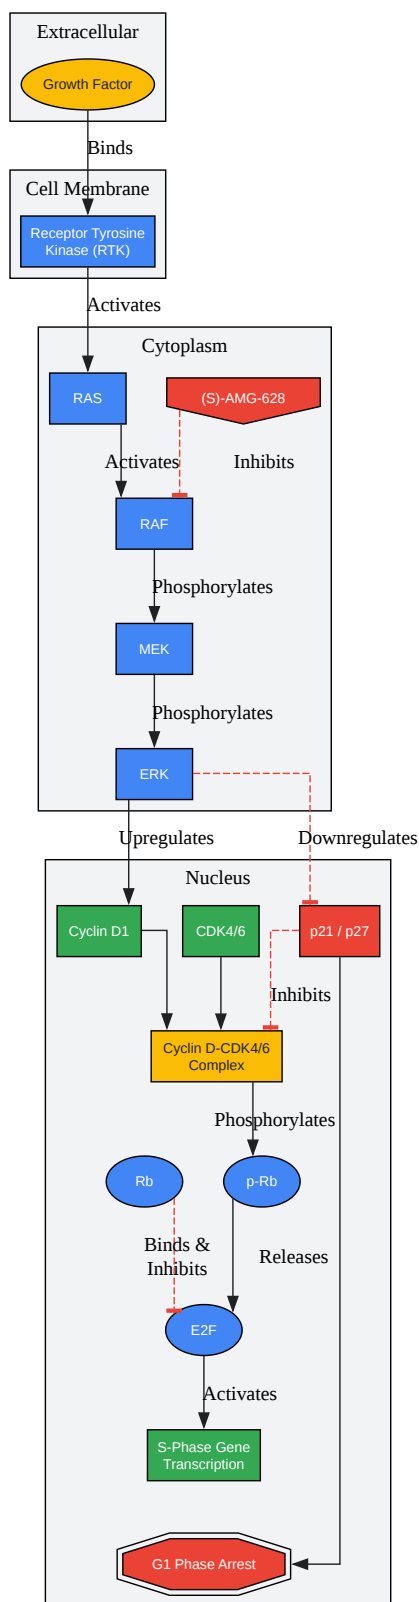 Extracellular
Growth Factor
Binds
Cell Membrane
Receptor Tyrosine
Kinase (RTK)
Activates
Cytoplasm
RAS
(S)-AMG-628
Activates
Inhibits
RAF
Phosphorylates
MEK
Phosphorylates
ERK
Upregulates
Downregulates
Nucleus
Cyclin D1
CDK4/6
p21 / p27
Inhibits
Cyclin D-CDK4/6
Complex
Phosphorylates
Rb
p-Rb
Binds &
Inhibits
Releases
E2F
Activates
S-Phase Gene
Transcription
G1 Phase Arrest